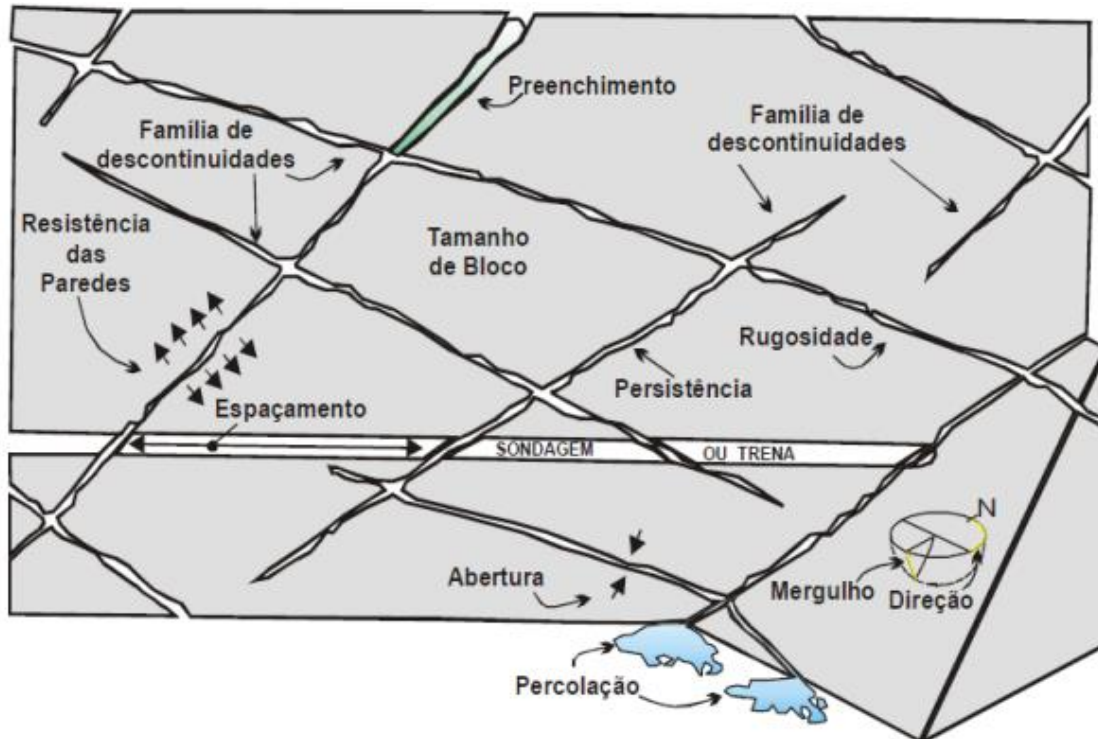 Preenchimento
Família de
descontinuidades
Família de
descontinuidades
Resistência
das
Paredes
Tamanho
de Bloco
Rugosidade
Persistência
Espaçamento
SONDAGEM
OU TRENA
N
Abertura
Mergulho
Direção
Percolação